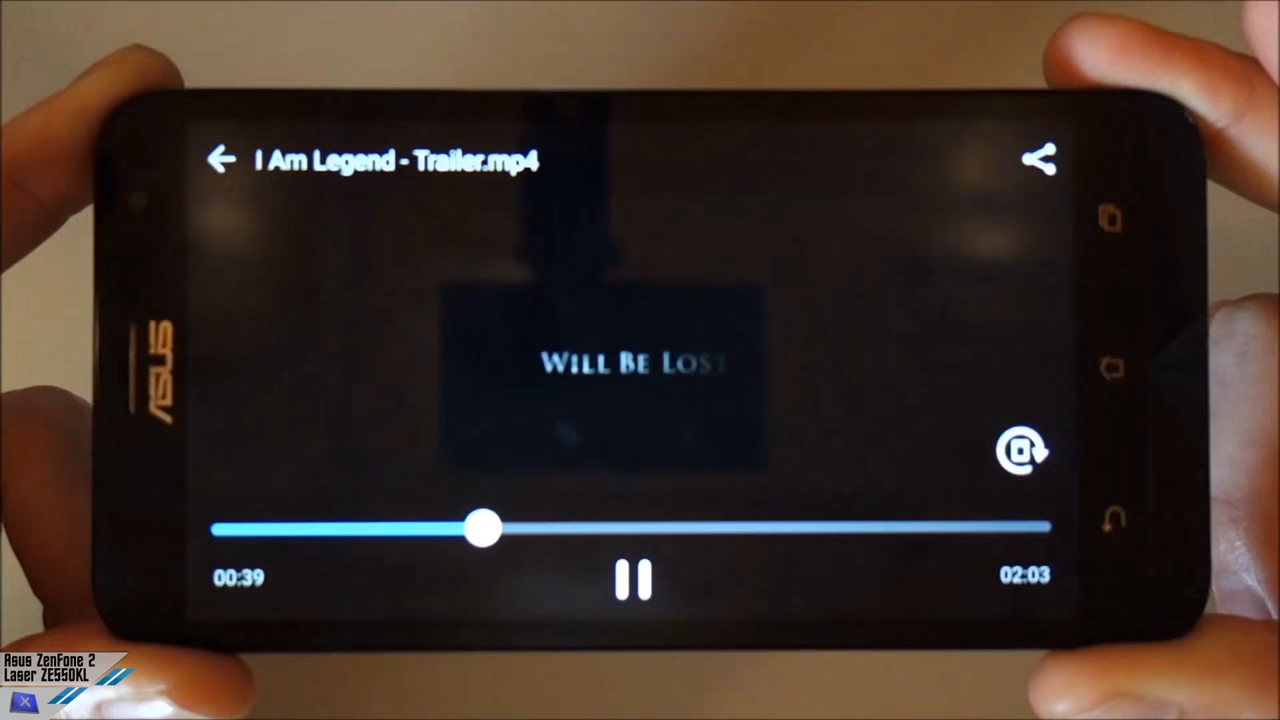 I Am Legend - Trailer.mp4
ASUS
WILL BE LOST
00:39
02:03
Asus ZenFone 2
Laser ZE550KL